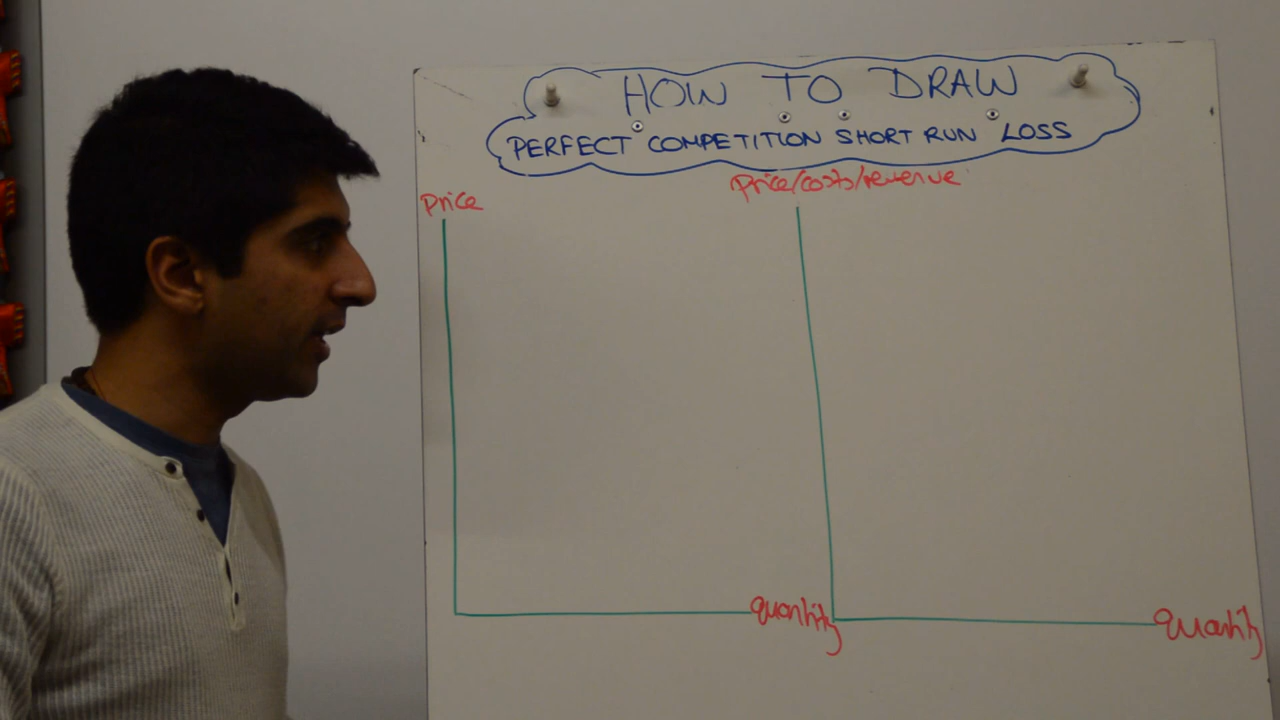 HOW TO DRAW
PERFECT COMPETITION SHORT RUN LOSS
Price
Price/costs/revenue
quantity
quantity